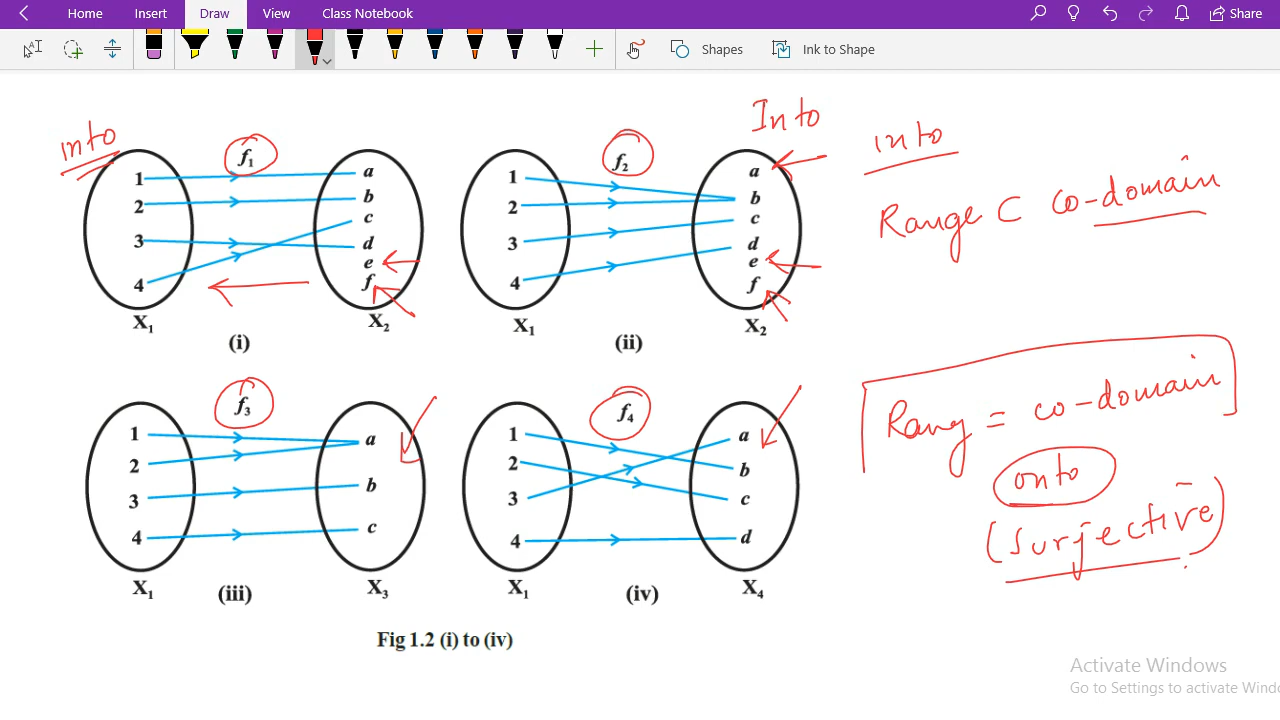 Home Insert Draw View Class Notebook Share
Shapes Ink to Shape
into
f₁
1 a
2 b
c
3 d
e
4 f
X₁ X₂
(i)
Into
f₂
1 a
2 b
c
3 d
e
4 f
X₁ X₂
(ii)
into
Range ⊂ co-domain
f₃
1 a
2
3 b
4 c
X₁ X₃
(iii)
f₄
1 a
2 b
3 c
4 d
X₁ X₄
(iv)
Rang = co-domain
onto
(surjective)
Fig 1.2 (i) to (iv)
Activate Windows
Go to Settings to activate Windo